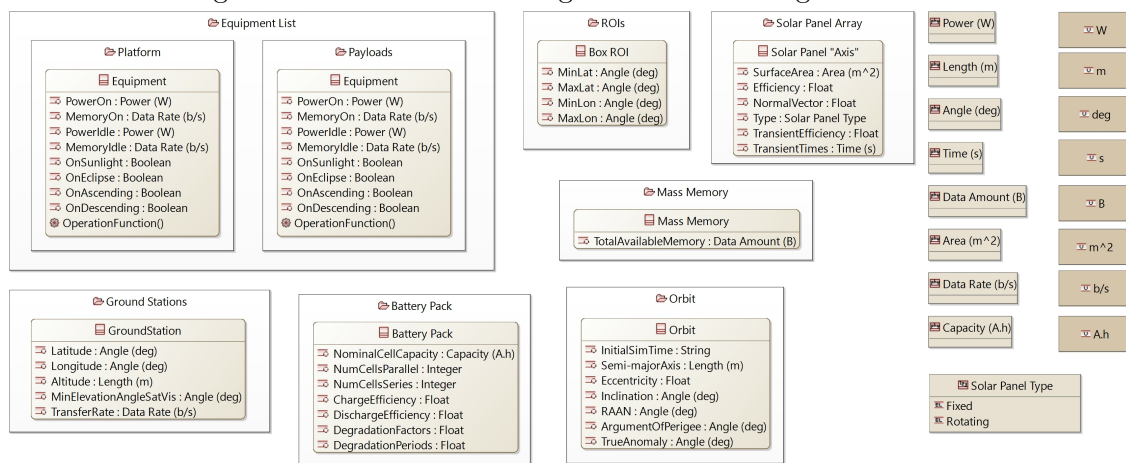 Equipment List
Platform
Equipment
PowerOn : Power (W)
MemoryOn : Data Rate (b/s)
PowerIdle : Power (W)
MemoryIdle : Data Rate (b/s)
OnSunlight : Boolean
OnEclipse : Boolean
OnAscending : Boolean
OnDescending : Boolean
OperationFunction()
Payloads
Equipment
PowerOn : Power (W)
MemoryOn : Data Rate (b/s)
PowerIdle : Power (W)
MemoryIdle : Data Rate (b/s)
OnSunlight : Boolean
OnEclipse : Boolean
OnAscending : Boolean
OnDescending : Boolean
OperationFunction()
ROIs
Box ROI
MinLat : Angle (deg)
MaxLat : Angle (deg)
MinLon : Angle (deg)
MaxLon : Angle (deg)
Solar Panel Array
Solar Panel "Axis"
SurfaceArea : Area (m^2)
Efficiency : Float
NormalVector : Float
Type : Solar Panel Type
TransientEfficiency : Float
TransientTimes : Time (s)
Mass Memory
Mass Memory
TotalAvailableMemory : Data Amount (B)
Ground Stations
GroundStation
Latitude : Angle (deg)
Longitude : Angle (deg)
Altitude : Length (m)
MinElevationAngleSatVis : Angle (deg)
TransferRate : Data Rate (b/s)
Battery Pack
Battery Pack
NominalCellCapacity : Capacity (A.h)
NumCellsParallel : Integer
NumCellsSeries : Integer
ChargeEfficiency : Float
DischargeEfficiency : Float
DegradationFactors : Float
DegradationPeriods : Float
Orbit
Orbit
InitialSimTime : String
Semi-majorAxis : Length (m)
Eccentricity : Float
Inclination : Angle (deg)
RAAN : Angle (deg)
ArgumentOfPerigee : Angle (deg)
TrueAnomaly : Angle (deg)
Power (W)
W
Length (m)
m
Angle (deg)
deg
Time (s)
s
Data Amount (B)
B
Area (m^2)
m^2
Data Rate (b/s)
b/s
Capacity (A.h)
A.h
Solar Panel Type
Fixed
Rotating